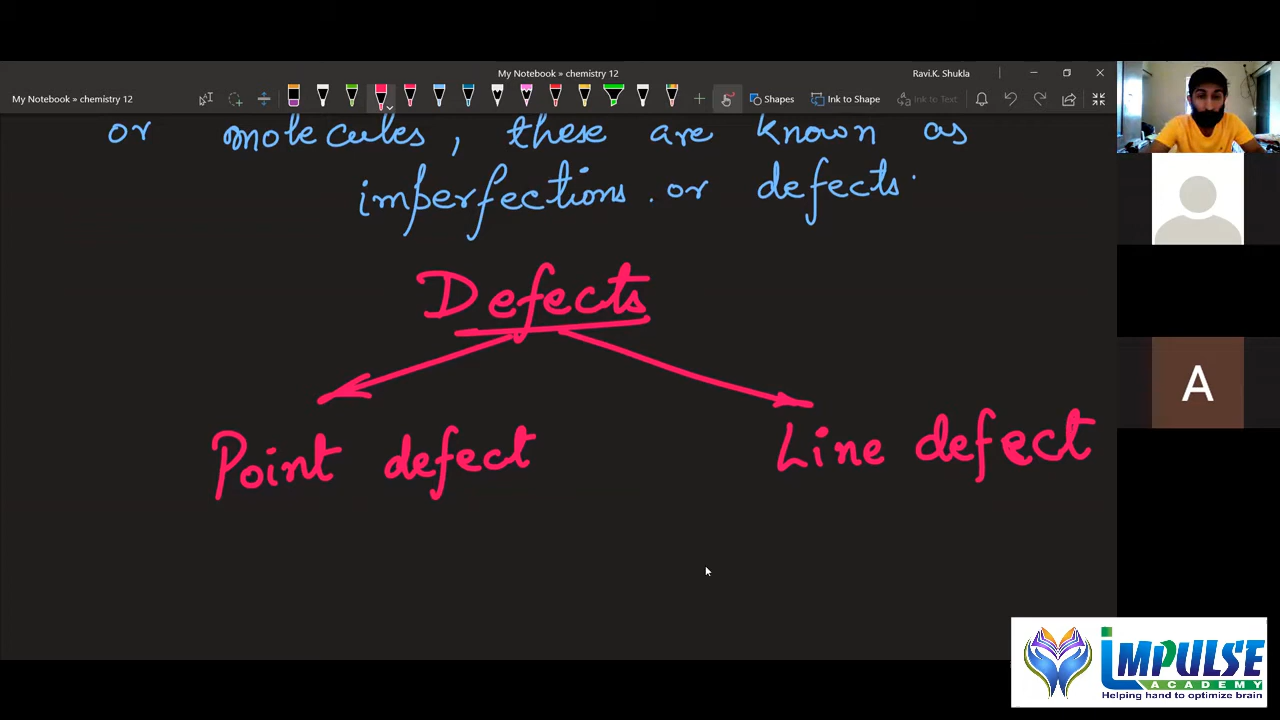 My Notebook » chemistry 12
Ravi.K. Shukla
My Notebook » chemistry 12
Shapes
Ink to Shape
Ink to Text
or molecules, these are known as
imperfections. or defects.
Defects
Point defect
Line defect
A
iMPULSE
ACADEMY
Helping hand to optimize brain